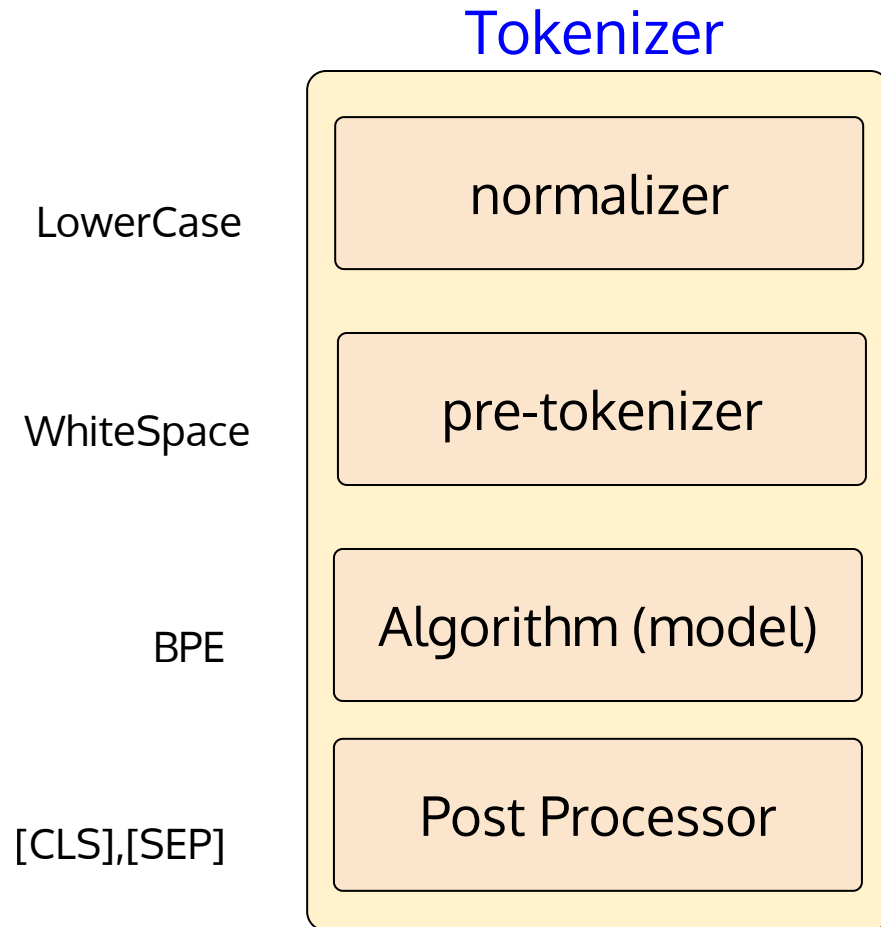 Tokenizer
LowerCase
normalizer
WhiteSpace
pre-tokenizer
BPE
Algorithm (model)
[CLS],[SEP]
Post Processor